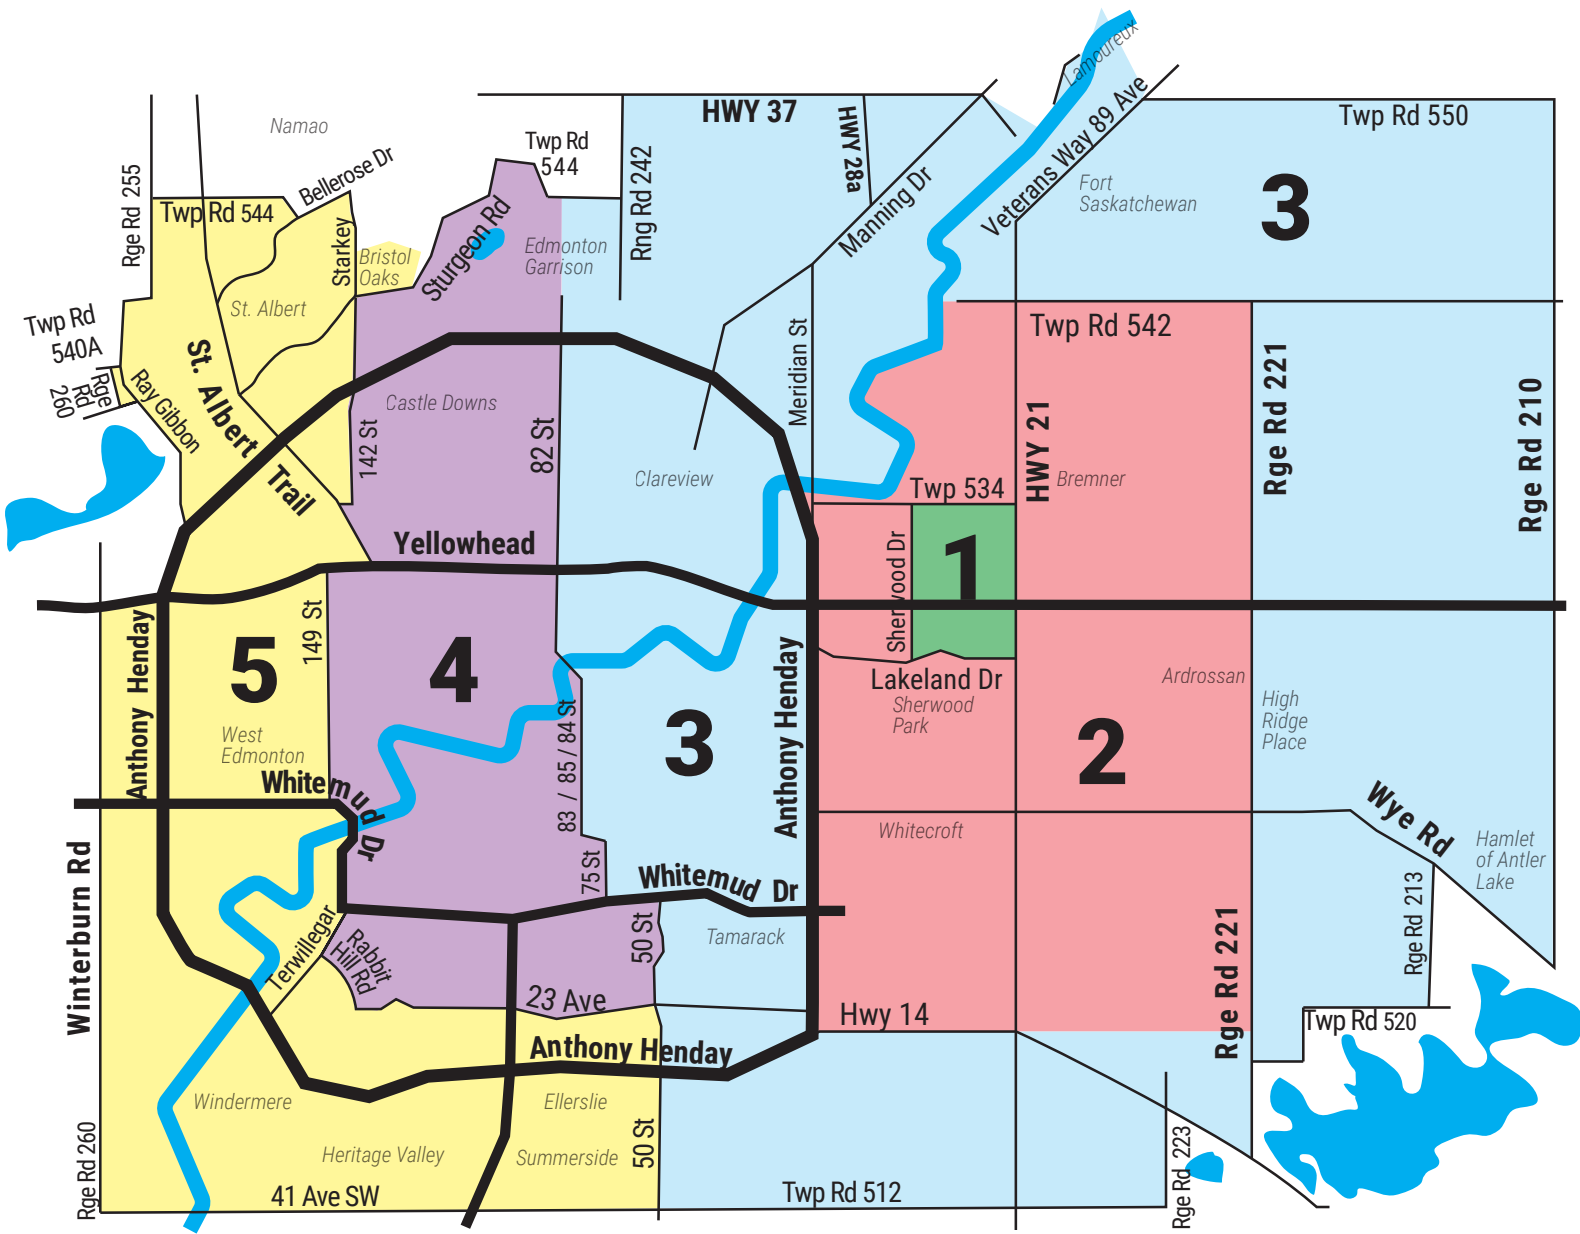 Lamoureux
HWY 37
HWY 28a
Twp Rd 550
Veterans Way 89 Ave
Manning Dr
Namao
Bellerose Dr
Twp Rd
544
Rge Rd 255
Twp Rd 544
Starkey
Sturgeon Rd
Rng Rd 242
Bristol
Oaks
Edmonton
Garrison
Fort
Saskatchewan
3
St. Albert
Twp Rd
540A
Rge
Rd
260
Ray Gibbon
St. Albert Trail
142 St
Castle Downs
82 St
Clareview
Meridian St
Twp Rd 542
HWY 21
Bremner
Rge Rd 221
Rge Rd 210
Twp 534
Yellowhead
Sherwood Dr
1
149 St
Anthony Henday
5
4
3
Anthony Henday
Lakeland Dr
Sherwood
Park
Ardrossan
High
Ridge
Place
2
West
Edmonton
Whitemud Dr
83 / 85 / 84 St
75 St
Whitemud Dr
Whitecroft
Wye Rd
Hamlet
of Antler
Lake
Winterburn Rd
Terwillegar
Rabbit
Hill Rd
50 St
Tamarack
Rge Rd 213
Rge Rd 221
23 Ave
Hwy 14
Twp Rd 520
Anthony Henday
Windermere
Ellerslie
Heritage Valley
Summerside
50 St
Rge Rd 260
41 Ave SW
Twp Rd 512
Rge Rd 223